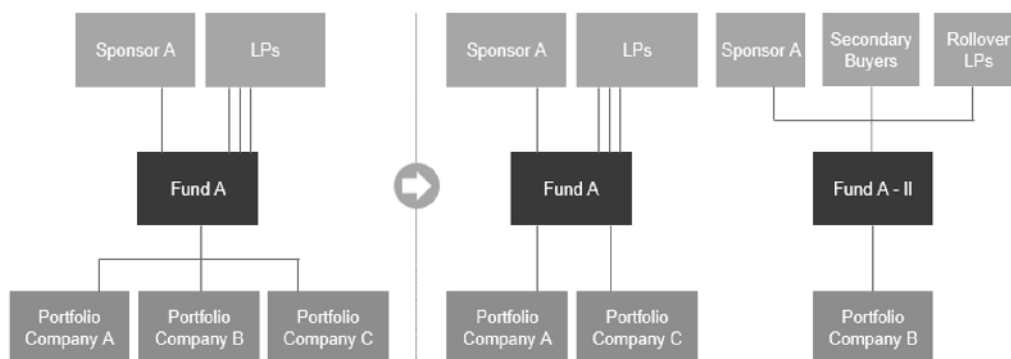 Sponsor A
LPs
Fund A
Portfolio
Company A
Portfolio
Company B
Portfolio
Company C
Sponsor A
LPs
Fund A
Portfolio
Company A
Portfolio
Company C
Sponsor A
Secondary
Buyers
Rollover
LPs
Fund A - II
Portfolio
Company B